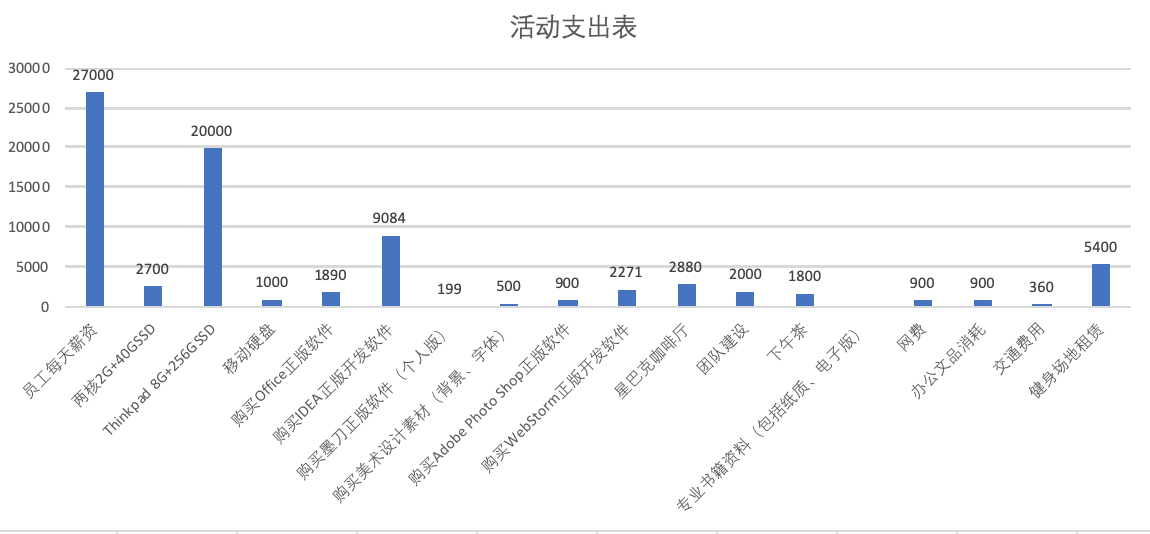 活动支出表
30000
25000
20000
15000
10000
5000
0
27000
2700
20000
1000
1890
9084
199
500
900
2271
2880
2000
1800
900
900
360
5400
员工每天薪资
两核2G+40GSSD
Thinkpad 8G+256GSSD
移动硬盘
购买Office正版软件
购买IDEA正版开发软件
购买墨刀正版软件（个人版）
购买美术设计素材（背景、字体）
购买Adobe Photo Shop正版软件
购买WebStorm正版开发软件
星巴克咖啡厅
团队建设
下午茶
专业书籍资料（包括纸质、电子版）
网费
办公文品消耗
交通费用
健身场地租赁